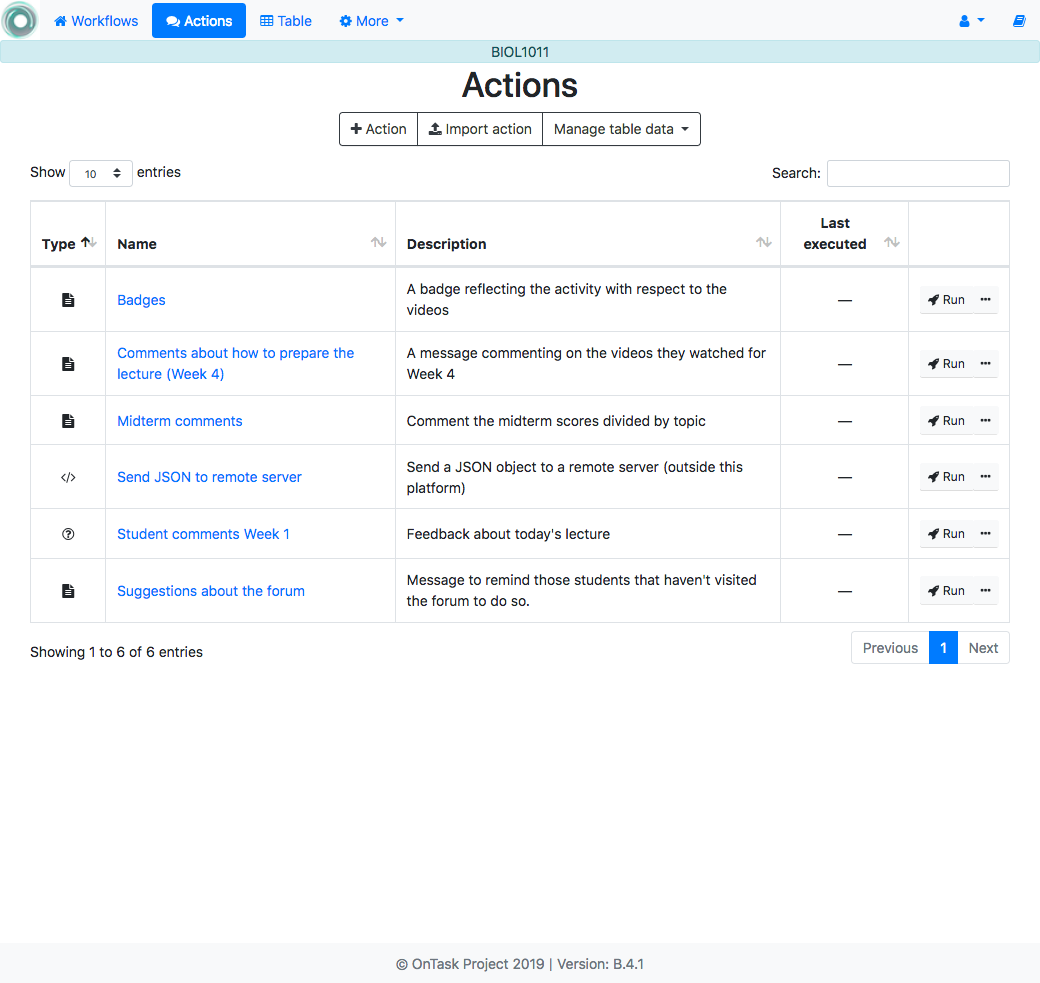 Workflows Actions Table More
BIOL1011
Actions
Action Import action Manage table data
Show 10 entries Search:
Type Name Description Last executed
Badges A badge reflecting the activity with respect to the
videos — Run
Comments about how to prepare the
lecture (Week 4) A message commenting on the videos they watched for
Week 4 — Run
Midterm comments Comment the midterm scores divided by topic — Run
Send JSON to remote server Send a JSON object to a remote server (outside this
platform) — Run
Student comments Week 1 Feedback about today's lecture — Run
Suggestions about the forum Message to remind those students that haven't visited
the forum to do so. — Run
Showing 1 to 6 of 6 entries Previous 1 Next
© OnTask Project 2019 | Version: B.4.1